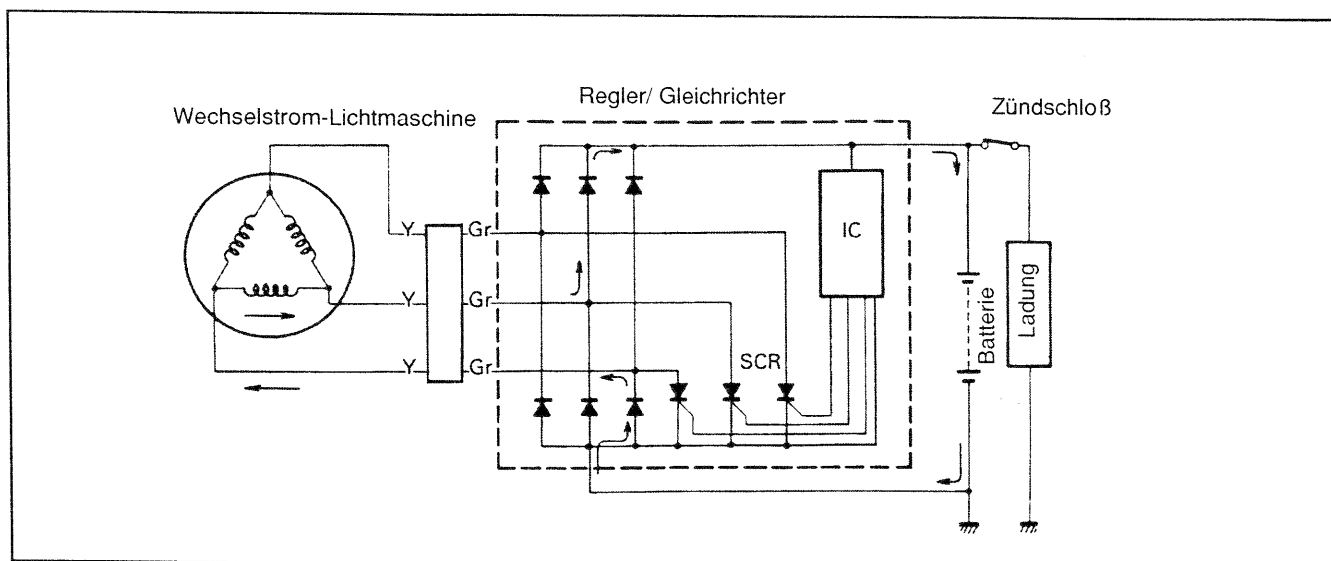 Regler/ Gleichrichter
Zündschloß
Wechselstrom-Lichtmaschine
Y Gr
IC
Y Gr
Batterie
Ladung
SCR
Y Gr